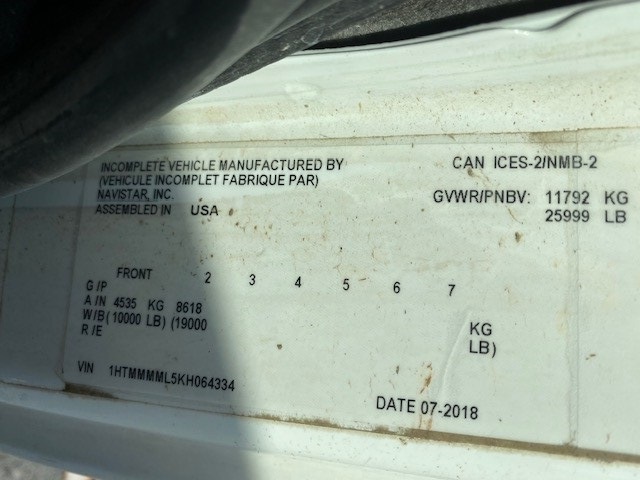 INCOMPLETE VEHICLE MANUFACTURED BY
(VEHICULE INCOMPLET FABRIQUE PAR)
NAVISTAR, INC.
ASSEMBLED IN USA
CAN ICES-2/NMB-2
GVWR/PNBV: 11792 KG
25999 LB
FRONT 2 3 4 5 6 7
G/P
A/N 4535 KG 8618 KG
W/B (10000 LB) (19000 LB)
R/E
VIN 1HTMMMML5KH064334
DATE 07-2018